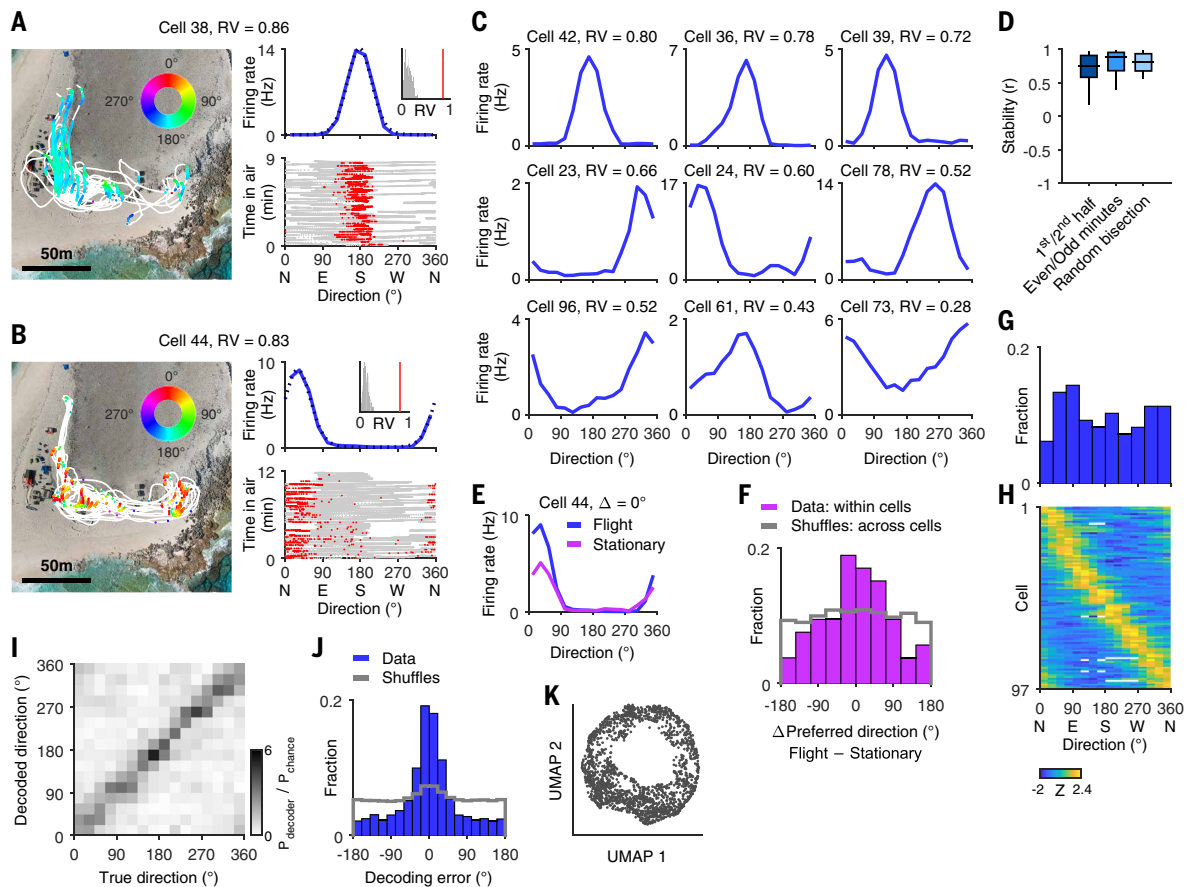 A
Cell 38, RV = 0.86
0°
90°
180°
270°
50m
Firing rate
(Hz)
14
0
0 RV 1
Time in air
(min)
9
0
0 90 180 270 360
N E S W N
Direction (°)
B
Cell 44, RV = 0.83
0°
90°
180°
270°
50m
Firing rate
(Hz)
10
0
0 RV 1
Time in air
(min)
12
0
0 90 180 270 360
N E S W N
Direction (°)
C
Cell 42, RV = 0.80
Cell 36, RV = 0.78
Cell 39, RV = 0.72
Firing rate
(Hz)
5
0
7
0
5
0
Cell 23, RV = 0.66
Cell 24, RV = 0.60
Cell 78, RV = 0.52
Firing rate
(Hz)
2
0
17
0
14
0
Cell 96, RV = 0.52
Cell 61, RV = 0.43
Cell 73, RV = 0.28
Firing rate
(Hz)
4
0
2
0
6
0
0 90 180 270 360
0 90 180 270 360
0 90 180 270 360
Direction (°)
Direction (°)
Direction (°)
D
Stability (r)
1
0.5
0
-0.5
-1
1st/2nd half
Even/Odd minutes
Random bisection
E
Cell 44, Δ = 0°
Flight
Stationary
Firing rate (Hz)
10
0
0 90 180 270 360
Direction (°)
F
Data: within cells
Shuffles: across cells
Fraction
0.2
0
-180 -90 0 90 180
ΔPreferred direction (°)
Flight – Stationary
G
Fraction
0.2
0
H
Cell
1
97
0 90 180 270 360
N E S W N
Direction (°)
-2 Z 2.4
I
Decoded direction (°)
360
270
180
90
0
0 90 180 270 360
True direction (°)
6
0
Pdecoder / Pchance
J
Data
Shuffles
Fraction
0.2
0
-180 -90 0 90 180
Decoding error (°)
K
UMAP 2
UMAP 1